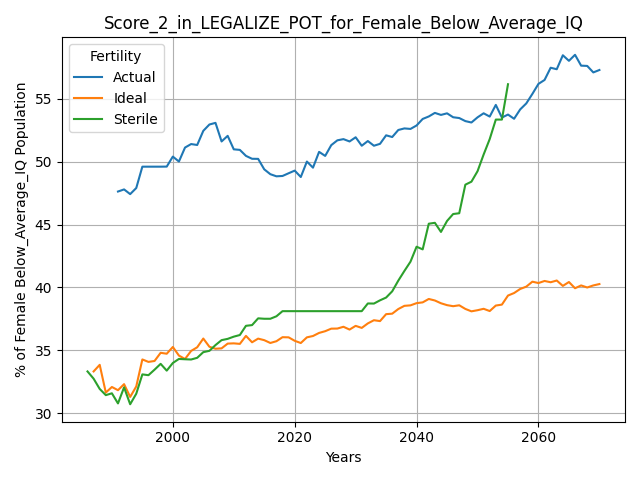 Score_2_in_LEGALIZE_POT_for_Female_Below_Average_IQ
Fertility
Actual
Ideal
Sterile
% of Female Below_Average_IQ Population
55
50
45
40
35
30
2000
2020
2040
2060
Years